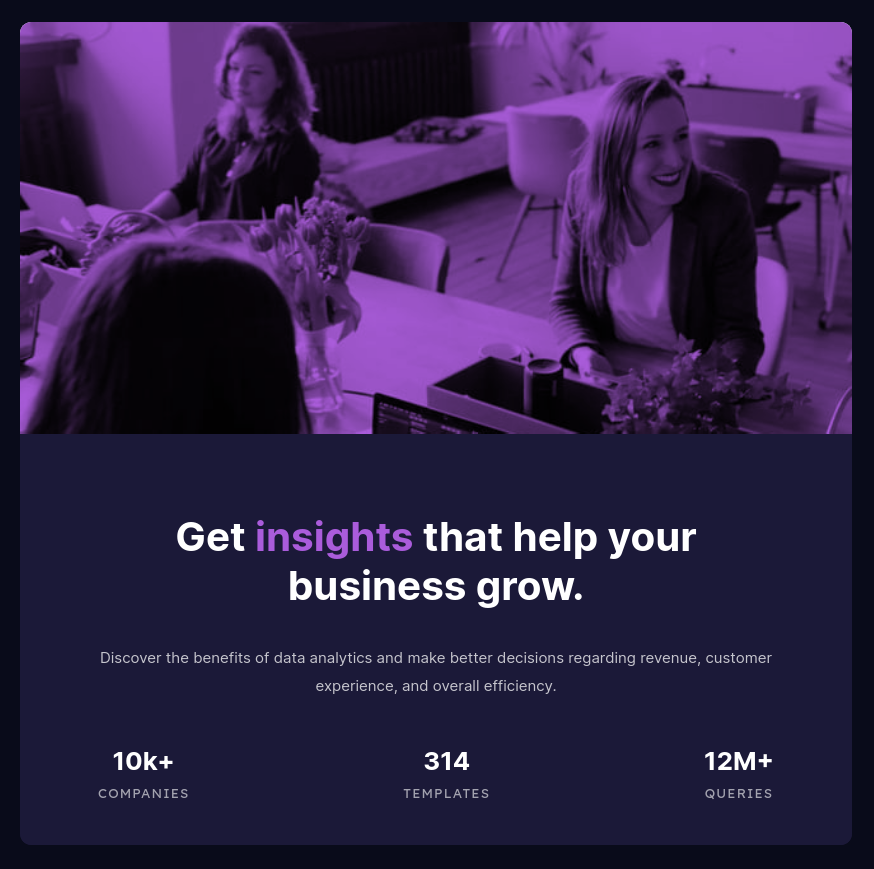 Get insights that help your
business grow.
Discover the benefits of data analytics and make better decisions regarding revenue, customer
experience, and overall efficiency.
10k+
COMPANIES
314
TEMPLATES
12M+
QUERIES